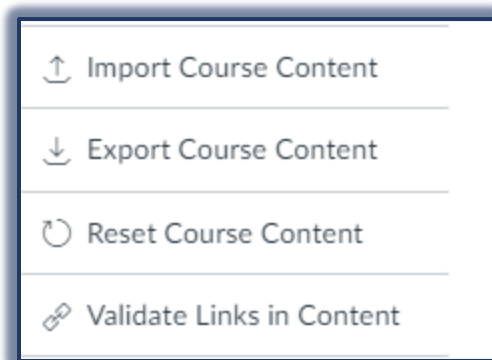 Import Course Content
Export Course Content
Reset Course Content
Validate Links in Content